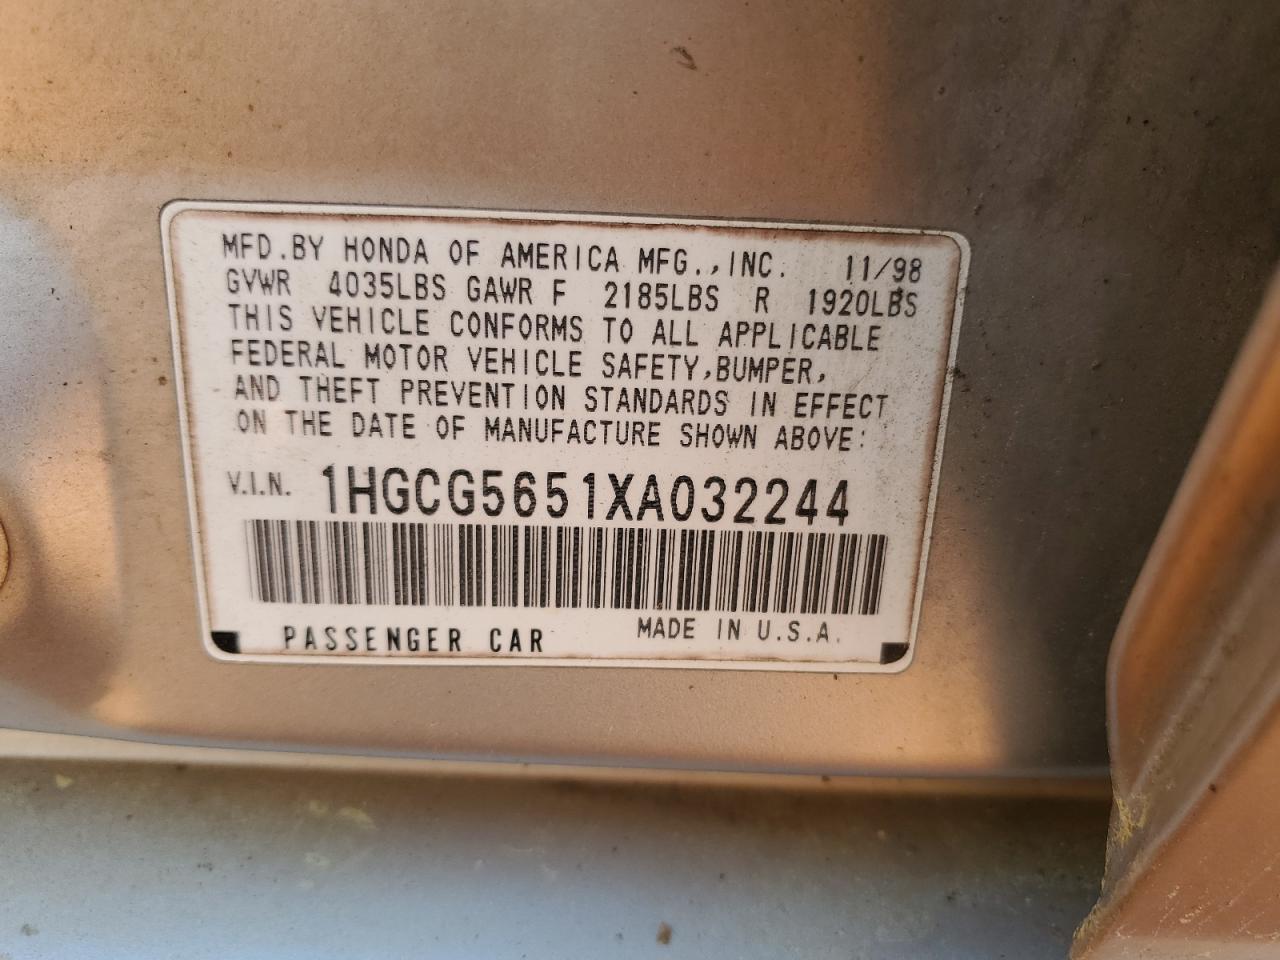 MFD.BY HONDA OF AMERICA MFG.,INC. 11/98
GVWR 4035LBS GAWR F 2185LBS R 1920LBS
THIS VEHICLE CONFORMS TO ALL APPLICABLE
FEDERAL MOTOR VEHICLE SAFETY,BUMPER,
AND THEFT PREVENTION STANDARDS IN EFFECT
ON THE DATE OF MANUFACTURE SHOWN ABOVE:
V.I.N. 1HGCG5651XA032244
PASSENGER CAR MADE IN U.S.A.